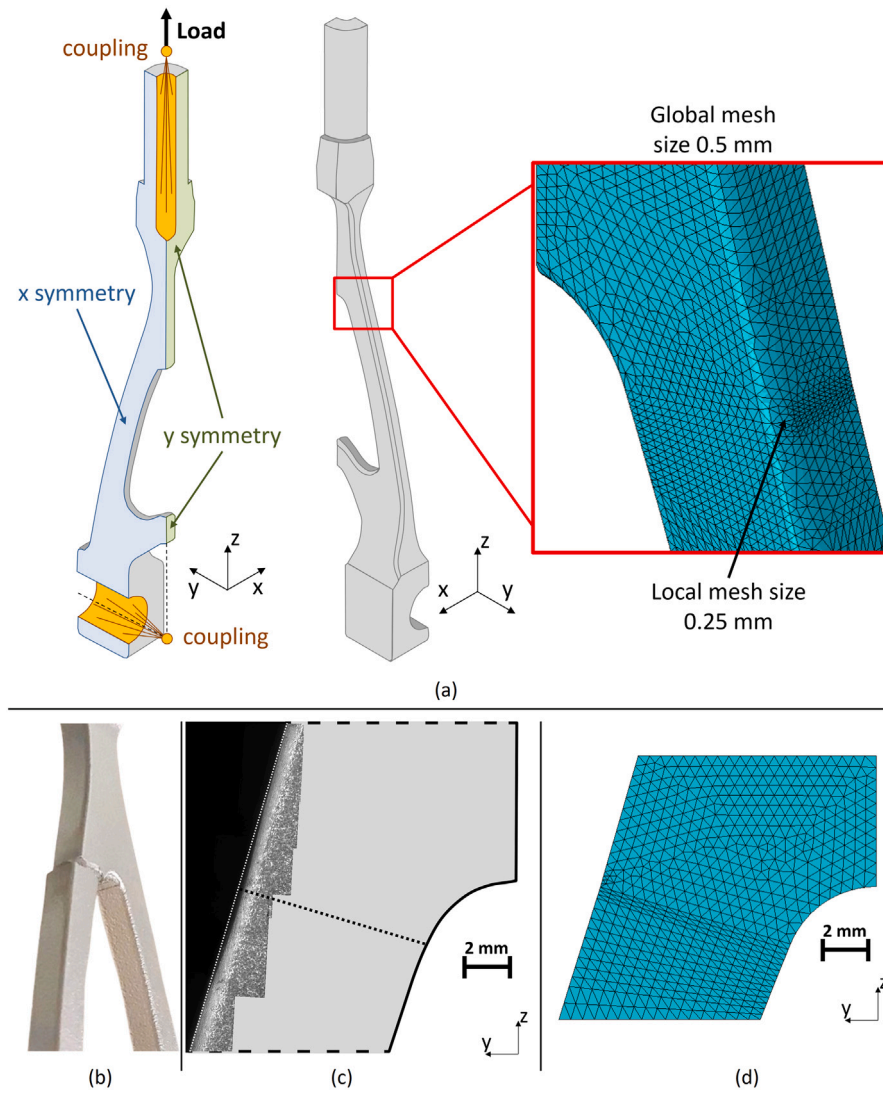 Load
coupling
Global mesh
size 0.5 mm
x symmetry
y symmetry
z
y
x
z
x
y
Local mesh size
0.25 mm
coupling
(a)
2 mm
z
y
2 mm
z
y
(b)
(c)
(d)